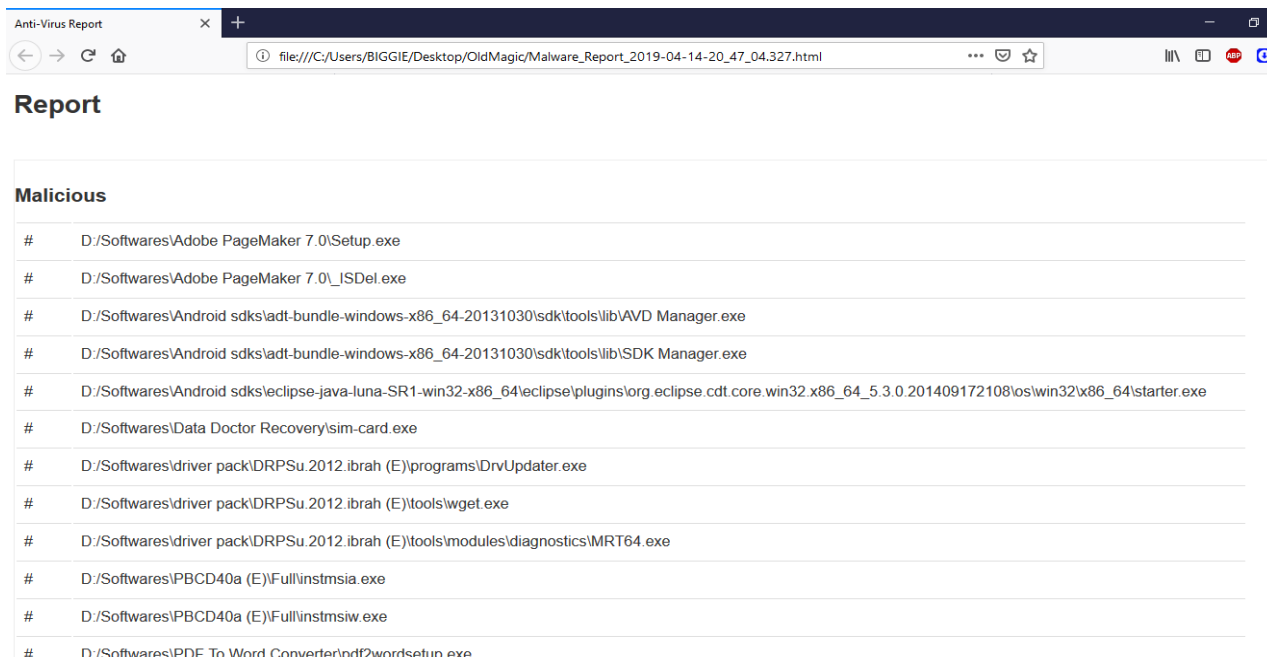 Anti-Virus Report
file:///C:/Users/BIGGIE/Desktop/OldMagic/Malware_Report_2019-04-14-20_47_04.327.html
ABP
Report
Malicious
# D:/Softwares\Adobe PageMaker 7.0\Setup.exe
# D:/Softwares\Adobe PageMaker 7.0\_ISDel.exe
# D:/Softwares\Android sdks\adt-bundle-windows-x86_64-20131030\sdk\tools\lib\AVD Manager.exe
# D:/Softwares\Android sdks\adt-bundle-windows-x86_64-20131030\sdk\tools\lib\SDK Manager.exe
# D:/Softwares\Android sdks\eclipse-java-luna-SR1-win32-x86_64\eclipse\plugins\org.eclipse.cdt.core.win32.x86_64_5.3.0.201409172108\os\win32\x86_64\starter.exe
# D:/Softwares\Data Doctor Recovery\sim-card.exe
# D:/Softwares\driver pack\DRPSu.2012.ibrah (E)\programs\DrvUpdater.exe
# D:/Softwares\driver pack\DRPSu.2012.ibrah (E)\tools\wget.exe
# D:/Softwares\driver pack\DRPSu.2012.ibrah (E)\tools\modules\diagnostics\MRT64.exe
# D:/Softwares\PBCD40a (E)\Full\instmsia.exe
# D:/Softwares\PBCD40a (E)\Full\instmsiw.exe
# D:/Softwares\PDF To Word Converter\pdf2wordsetup.exe